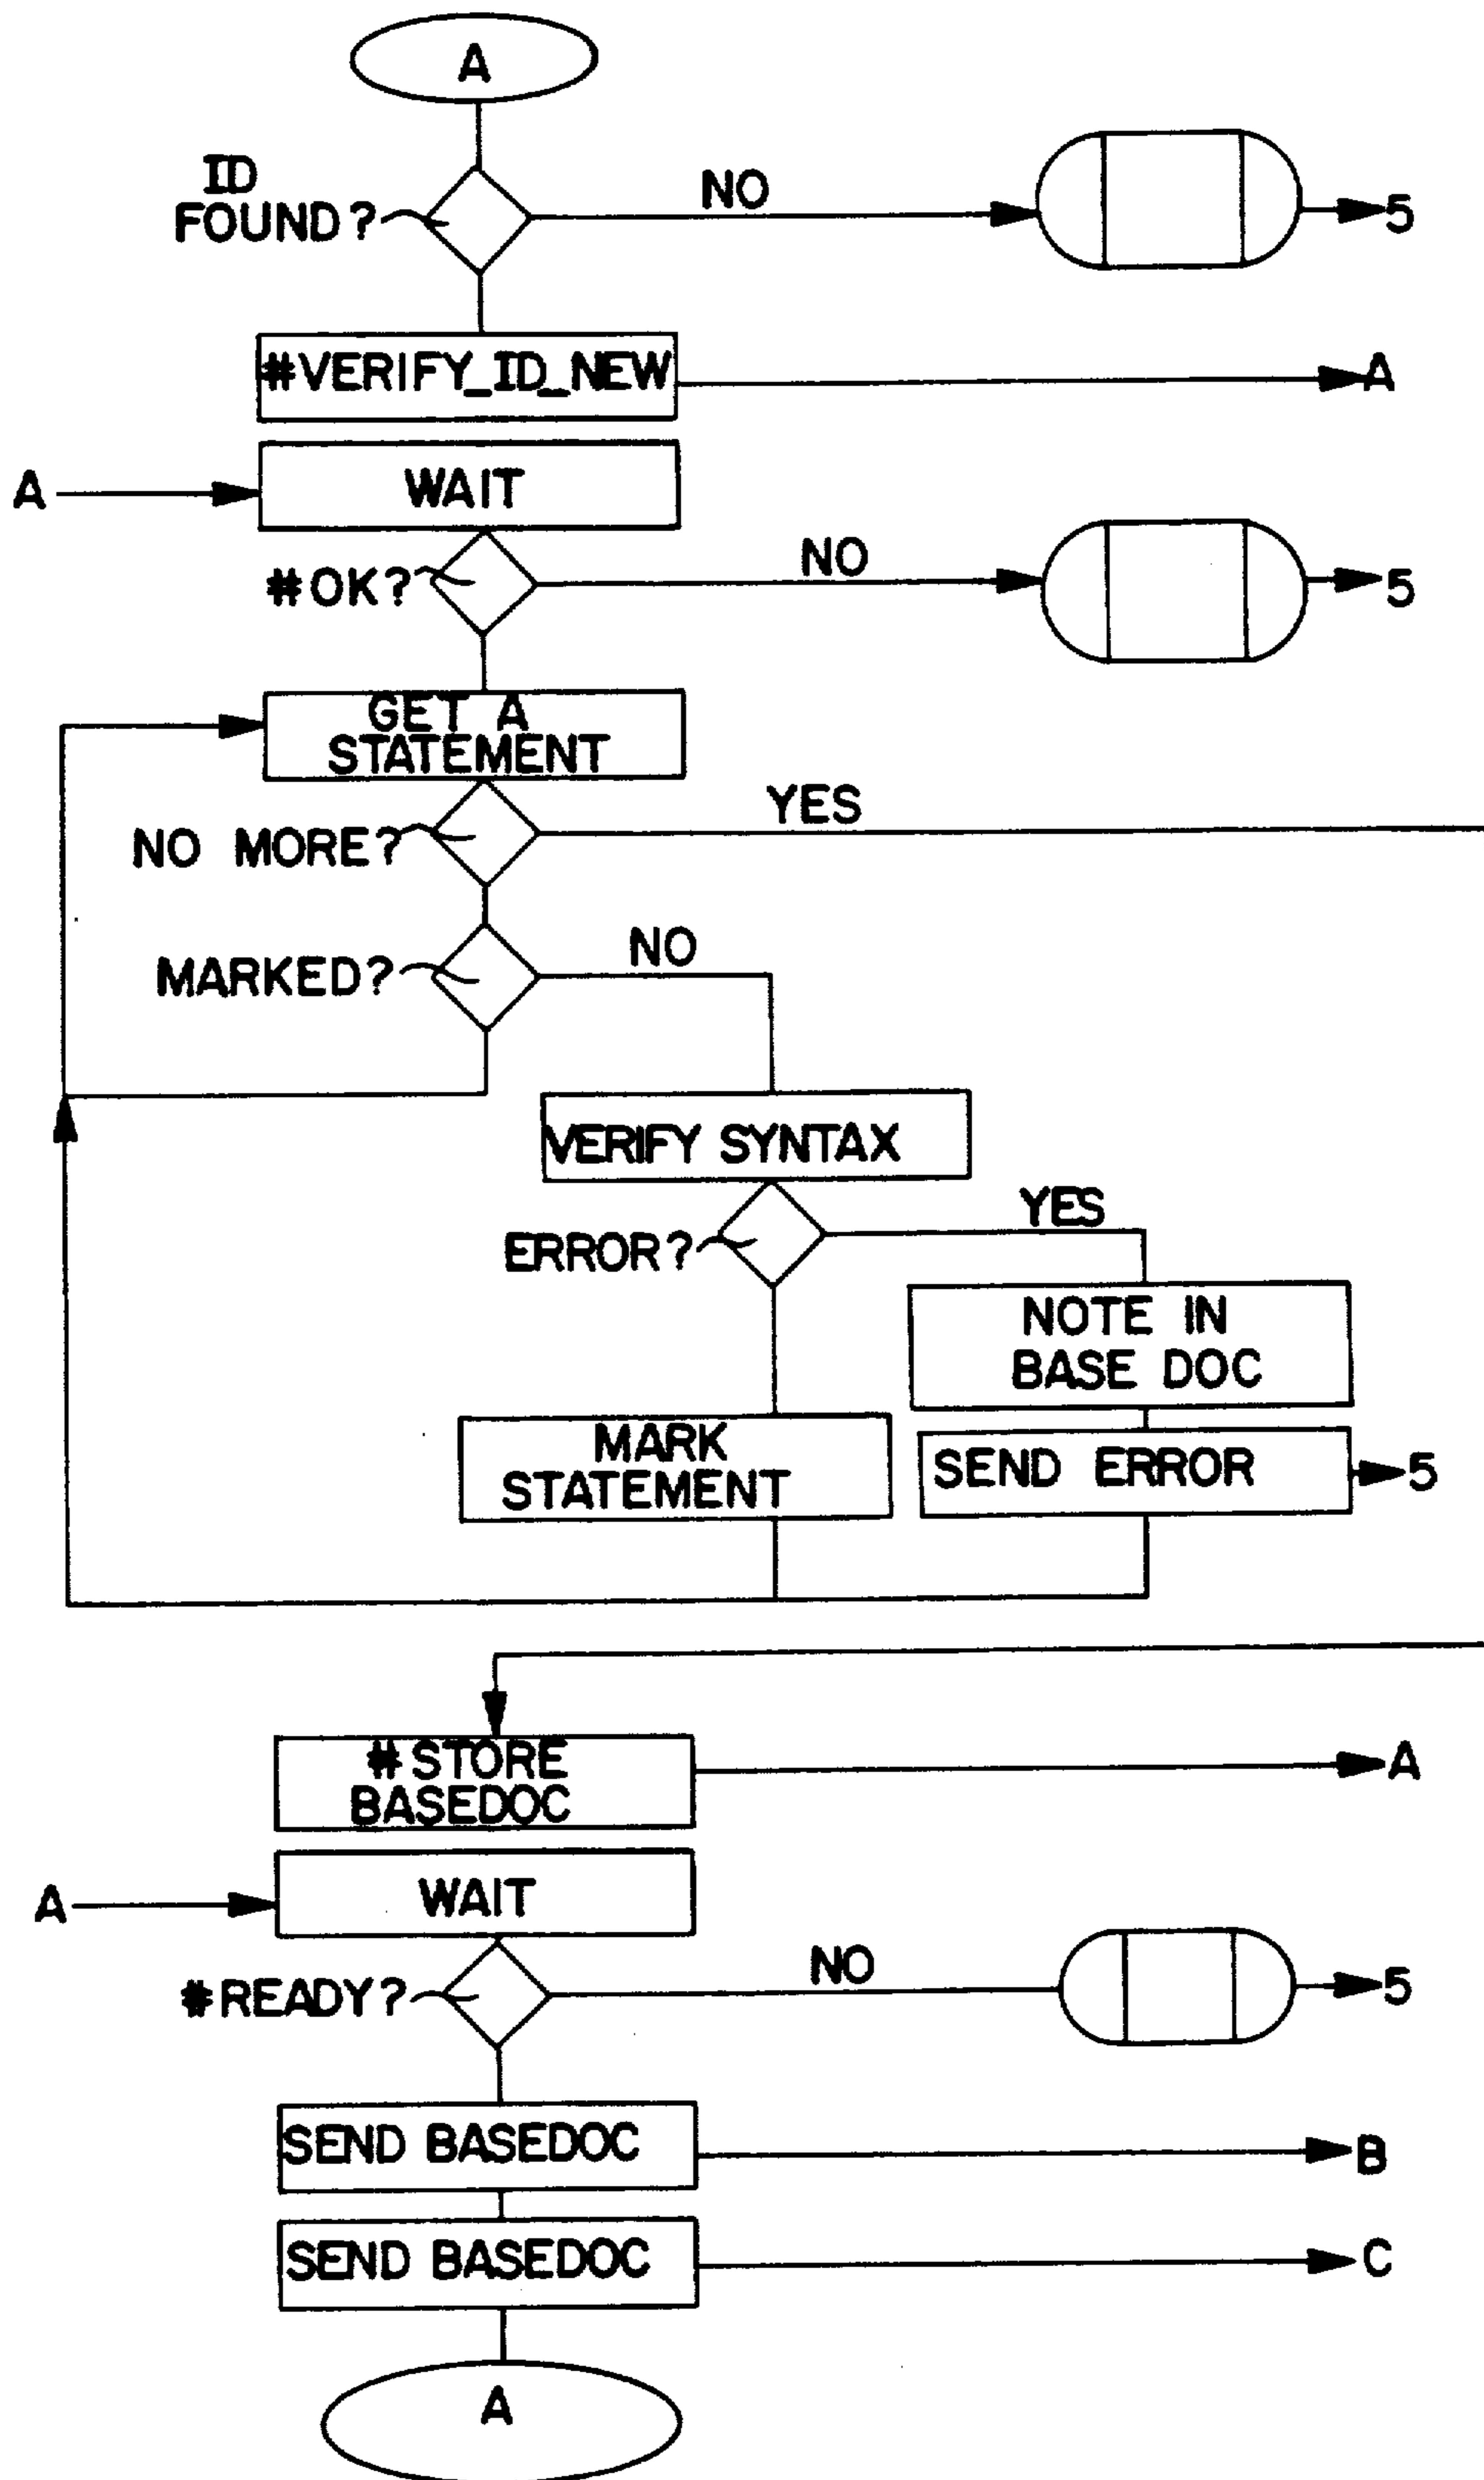 A
ID
FOUND?
NO
5
#VERIFY_ID_NEW
A
A
WAIT
#OK?
NO
5
GET A
STATEMENT
NO MORE?
YES
MARKED?
NO
VERIFY SYNTAX
ERROR?
YES
NOTE IN
BASE DOC
MARK
STATEMENT
SEND ERROR
5
#STORE
BASEDOC
A
A
WAIT
#READY?
NO
5
SEND BASEDOC
B
SEND BASEDOC
C
A